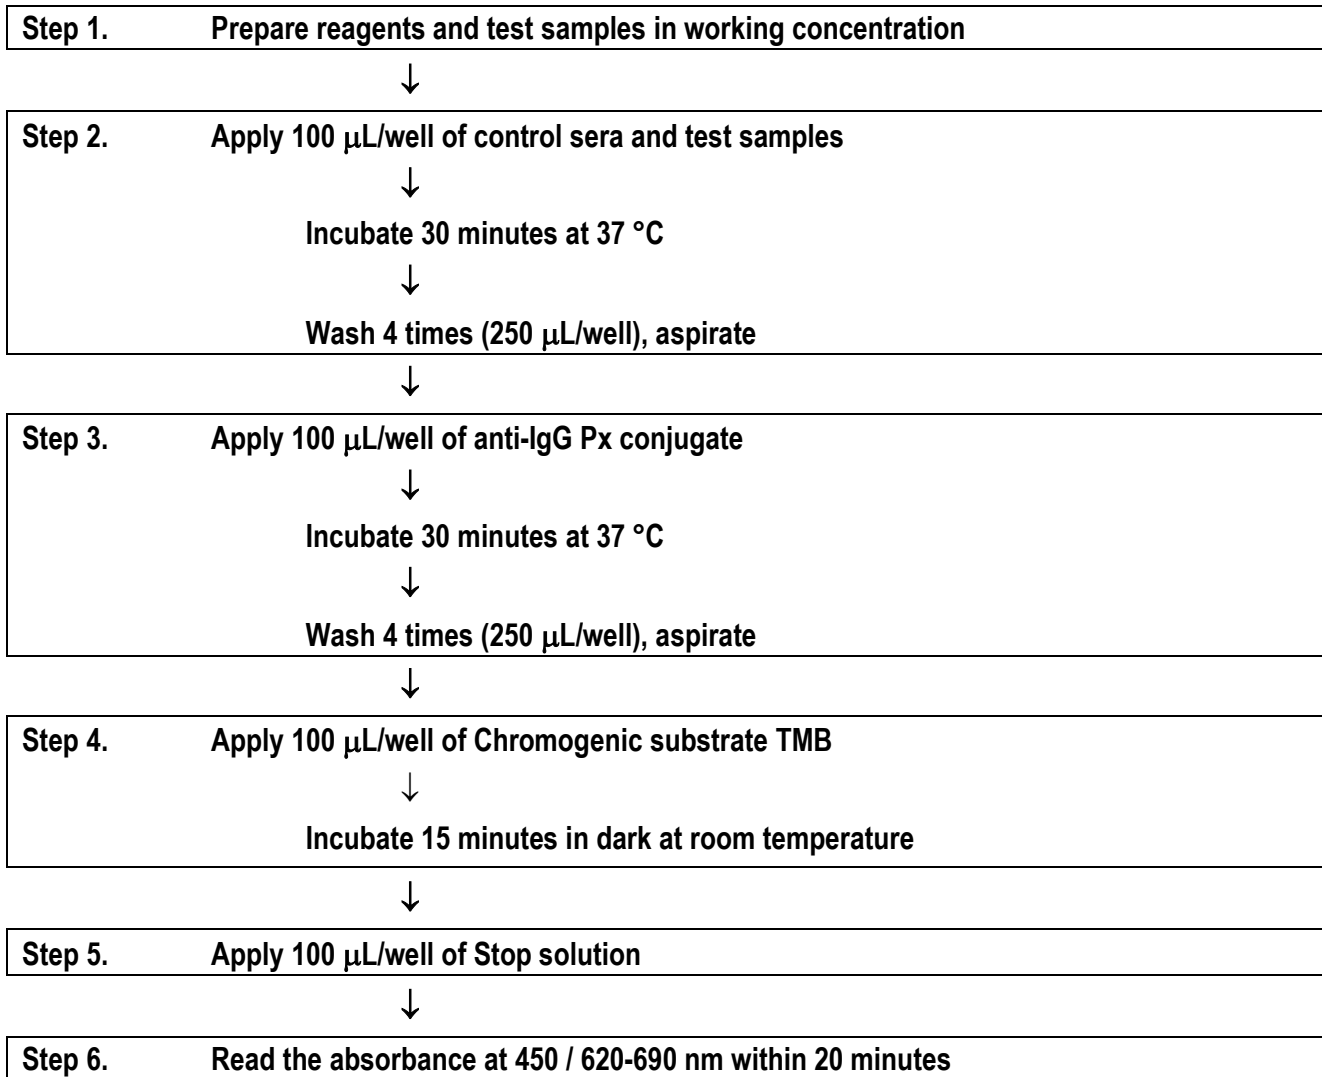 Step 1. Prepare reagents and test samples in working concentration
↓
Step 2. Apply 100 μL/well of control sera and test samples
↓
Incubate 30 minutes at 37 °C
↓
Wash 4 times (250 μL/well), aspirate
↓
Step 3. Apply 100 μL/well of anti-IgG Px conjugate
↓
Incubate 30 minutes at 37 °C
↓
Wash 4 times (250 μL/well), aspirate
↓
Step 4. Apply 100 μL/well of Chromogenic substrate TMB
↓
Incubate 15 minutes in dark at room temperature
↓
Step 5. Apply 100 μL/well of Stop solution
↓
Step 6. Read the absorbance at 450 / 620-690 nm within 20 minutes